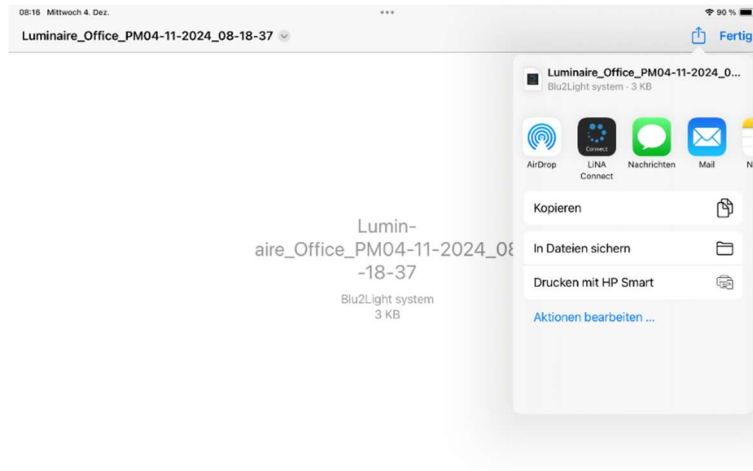 08:16 Mittwoch 4. Dez.
90 %
Luminaire_Office_PM04-11-2024_08-18-37
Fertig
Luminaire_Office_PM04-11-2024_0...
Blu2Light system · 3 KB
Connect
AirDrop
LiNA
Connect
Nachrichten
Mail
N
Kopieren
In Dateien sichern
Drucken mit HP Smart
Aktionen bearbeiten ...
Lumin-
aire_Office_PM04-11-2024_08
-18-37
Blu2Light system
3 KB